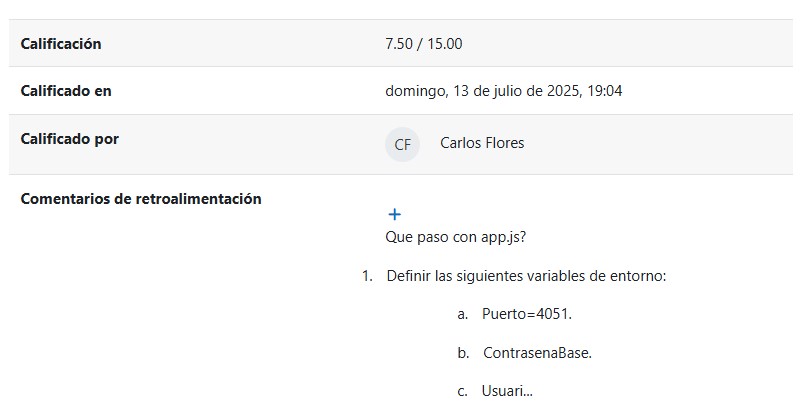 Calificación 7.50 / 15.00
Calificado en domingo, 13 de julio de 2025, 19:04
Calificado por CF Carlos Flores
Comentarios de retroalimentación
+
Que paso con app.js?
1. Definir las siguientes variables de entorno:
a. Puerto=4051.
b. ContrasenaBase.
c. Usuari...